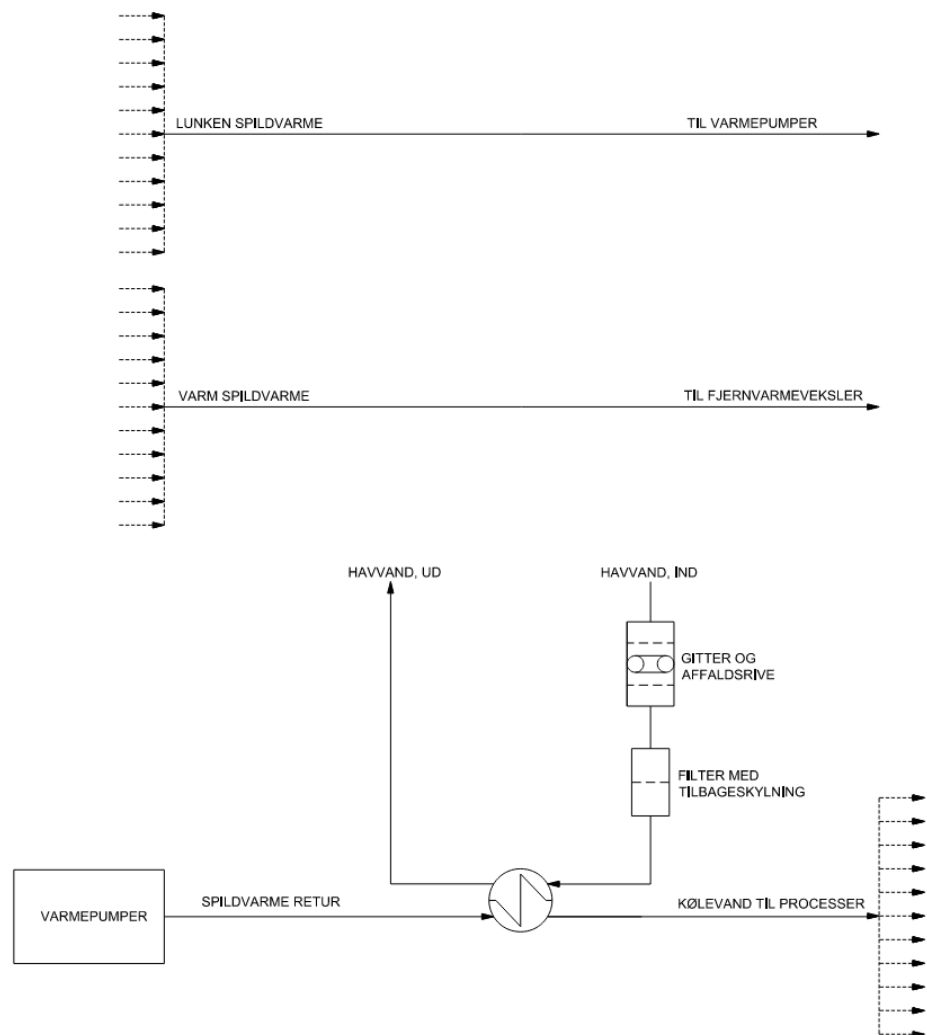 LUNKEN SPILDVARME
TIL VARMEPUMPER
VARM SPILDVARME
TIL FJERNVARMEVEKSLER
HAVVAND, UD
HAVVAND, IND
GITTER OG
AFFALDSRIVE
FILTER MED
TILBAGESKYLNING
VARMEPUMPER
SPILDVARME RETUR
KØLEVAND TIL PROCESSER